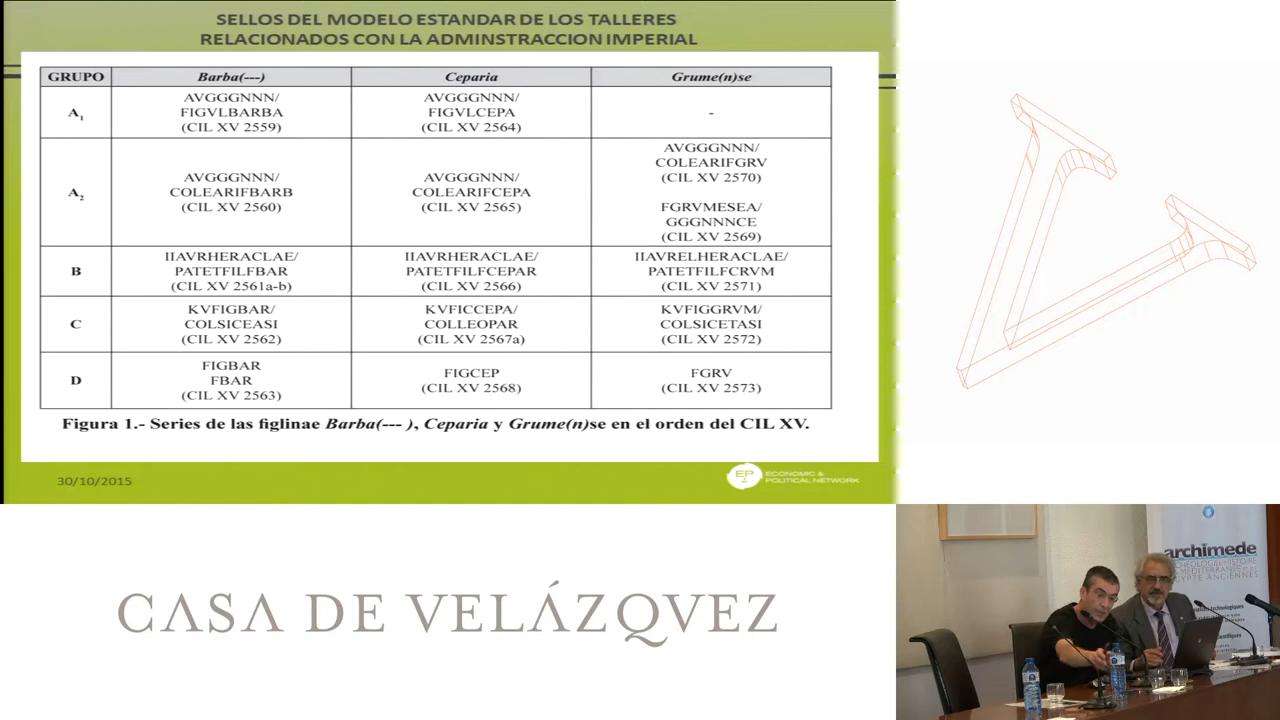 SELLOS DEL MODELO ESTANDAR DE LOS TALLERES
RELACIONADOS CON LA ADMINSTRACCION IMPERIAL
GRUPO Barba(---) Ceparia Grume(n)se
A1
AVGGGNNN/
FIGVLBARBA
(CIL XV 2559)
AVGGGNNN/
FIGVLCEPA
(CIL XV 2564)
-
A2
AVGGGNNN/
COLEARIFBARB
(CIL XV 2560)
AVGGGNNN/
COLEARIFCEPA
(CIL XV 2565)
AVGGGNNN/
COLEARIFGRV
(CIL XV 2570)
FGRVMESEA/
GGGNNNCE
(CIL XV 2569)
B
IIAVRHERACLAE/
PATETFILFBAR
(CIL XV 2561a-b)
IIAVRHERACLAE/
PATETFILFCEPAR
(CIL XV 2566)
IIAVRELHERACLAE/
PATETFILFCRVM
(CIL XV 2571)
C
KVFIGBAR/
COLSICEASI
(CIL XV 2562)
KVFICCEPA/
COLLEOPAR
(CIL XV 2567a)
KVFIGGRVM/
COLSICETASI
(CIL XV 2572)
D
FIGBAR
FBAR
(CIL XV 2563)
FIGCEP
(CIL XV 2568)
FGRV
(CIL XV 2573)
Figura 1.- Series de las figlinae Barba(--- ), Ceparia y Grume(n)se en el orden del CIL XV.
30/10/2015
EP
ECONOMIC &
POLITICAL NETWORK
CASA DE VELÁZQVEZ
archimede